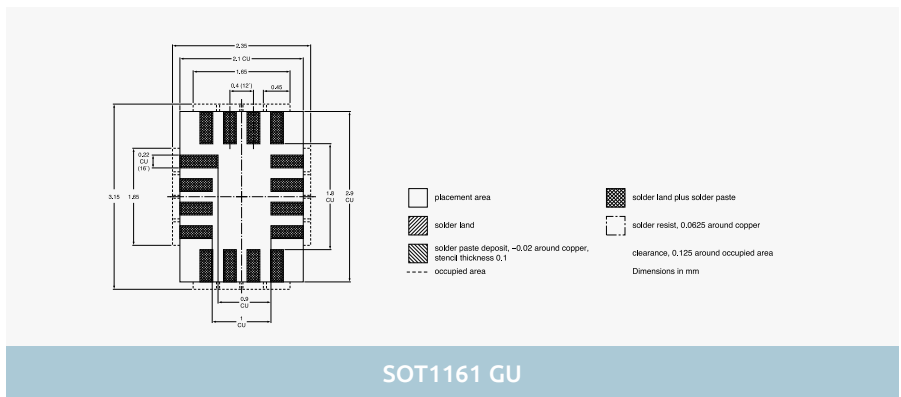 2.35
2.1 CU
1.65
0.4 (12')
0.45
0.22
CU
(16')
3.15
1.65
1.8
CU
2.9
CU
0.9
CU
1
CU
placement area
solder land
solder paste deposit, –0.02 around copper,
stencil thickness 0.1
occupied area
solder land plus solder paste
solder resist, 0.0625 around copper
clearance, 0.125 around occupied area
Dimensions in mm
SOT1161 GU